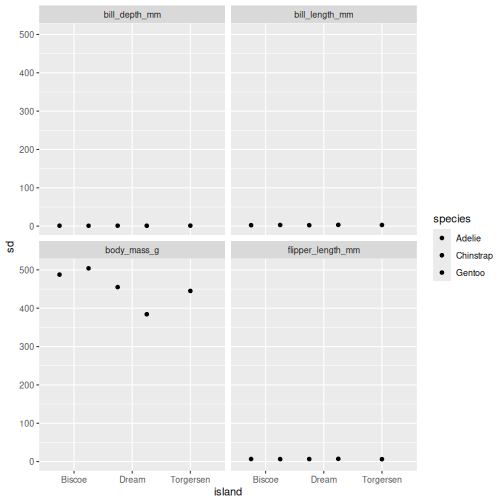 bill_depth_mm
bill_length_mm
500
400
300
200
100
0
sd
body_mass_g
flipper_length_mm
500
400
300
200
100
0
Biscoe
Dream
Torgersen
Biscoe
Dream
Torgersen
island
species
Adelie
Chinstrap
Gentoo